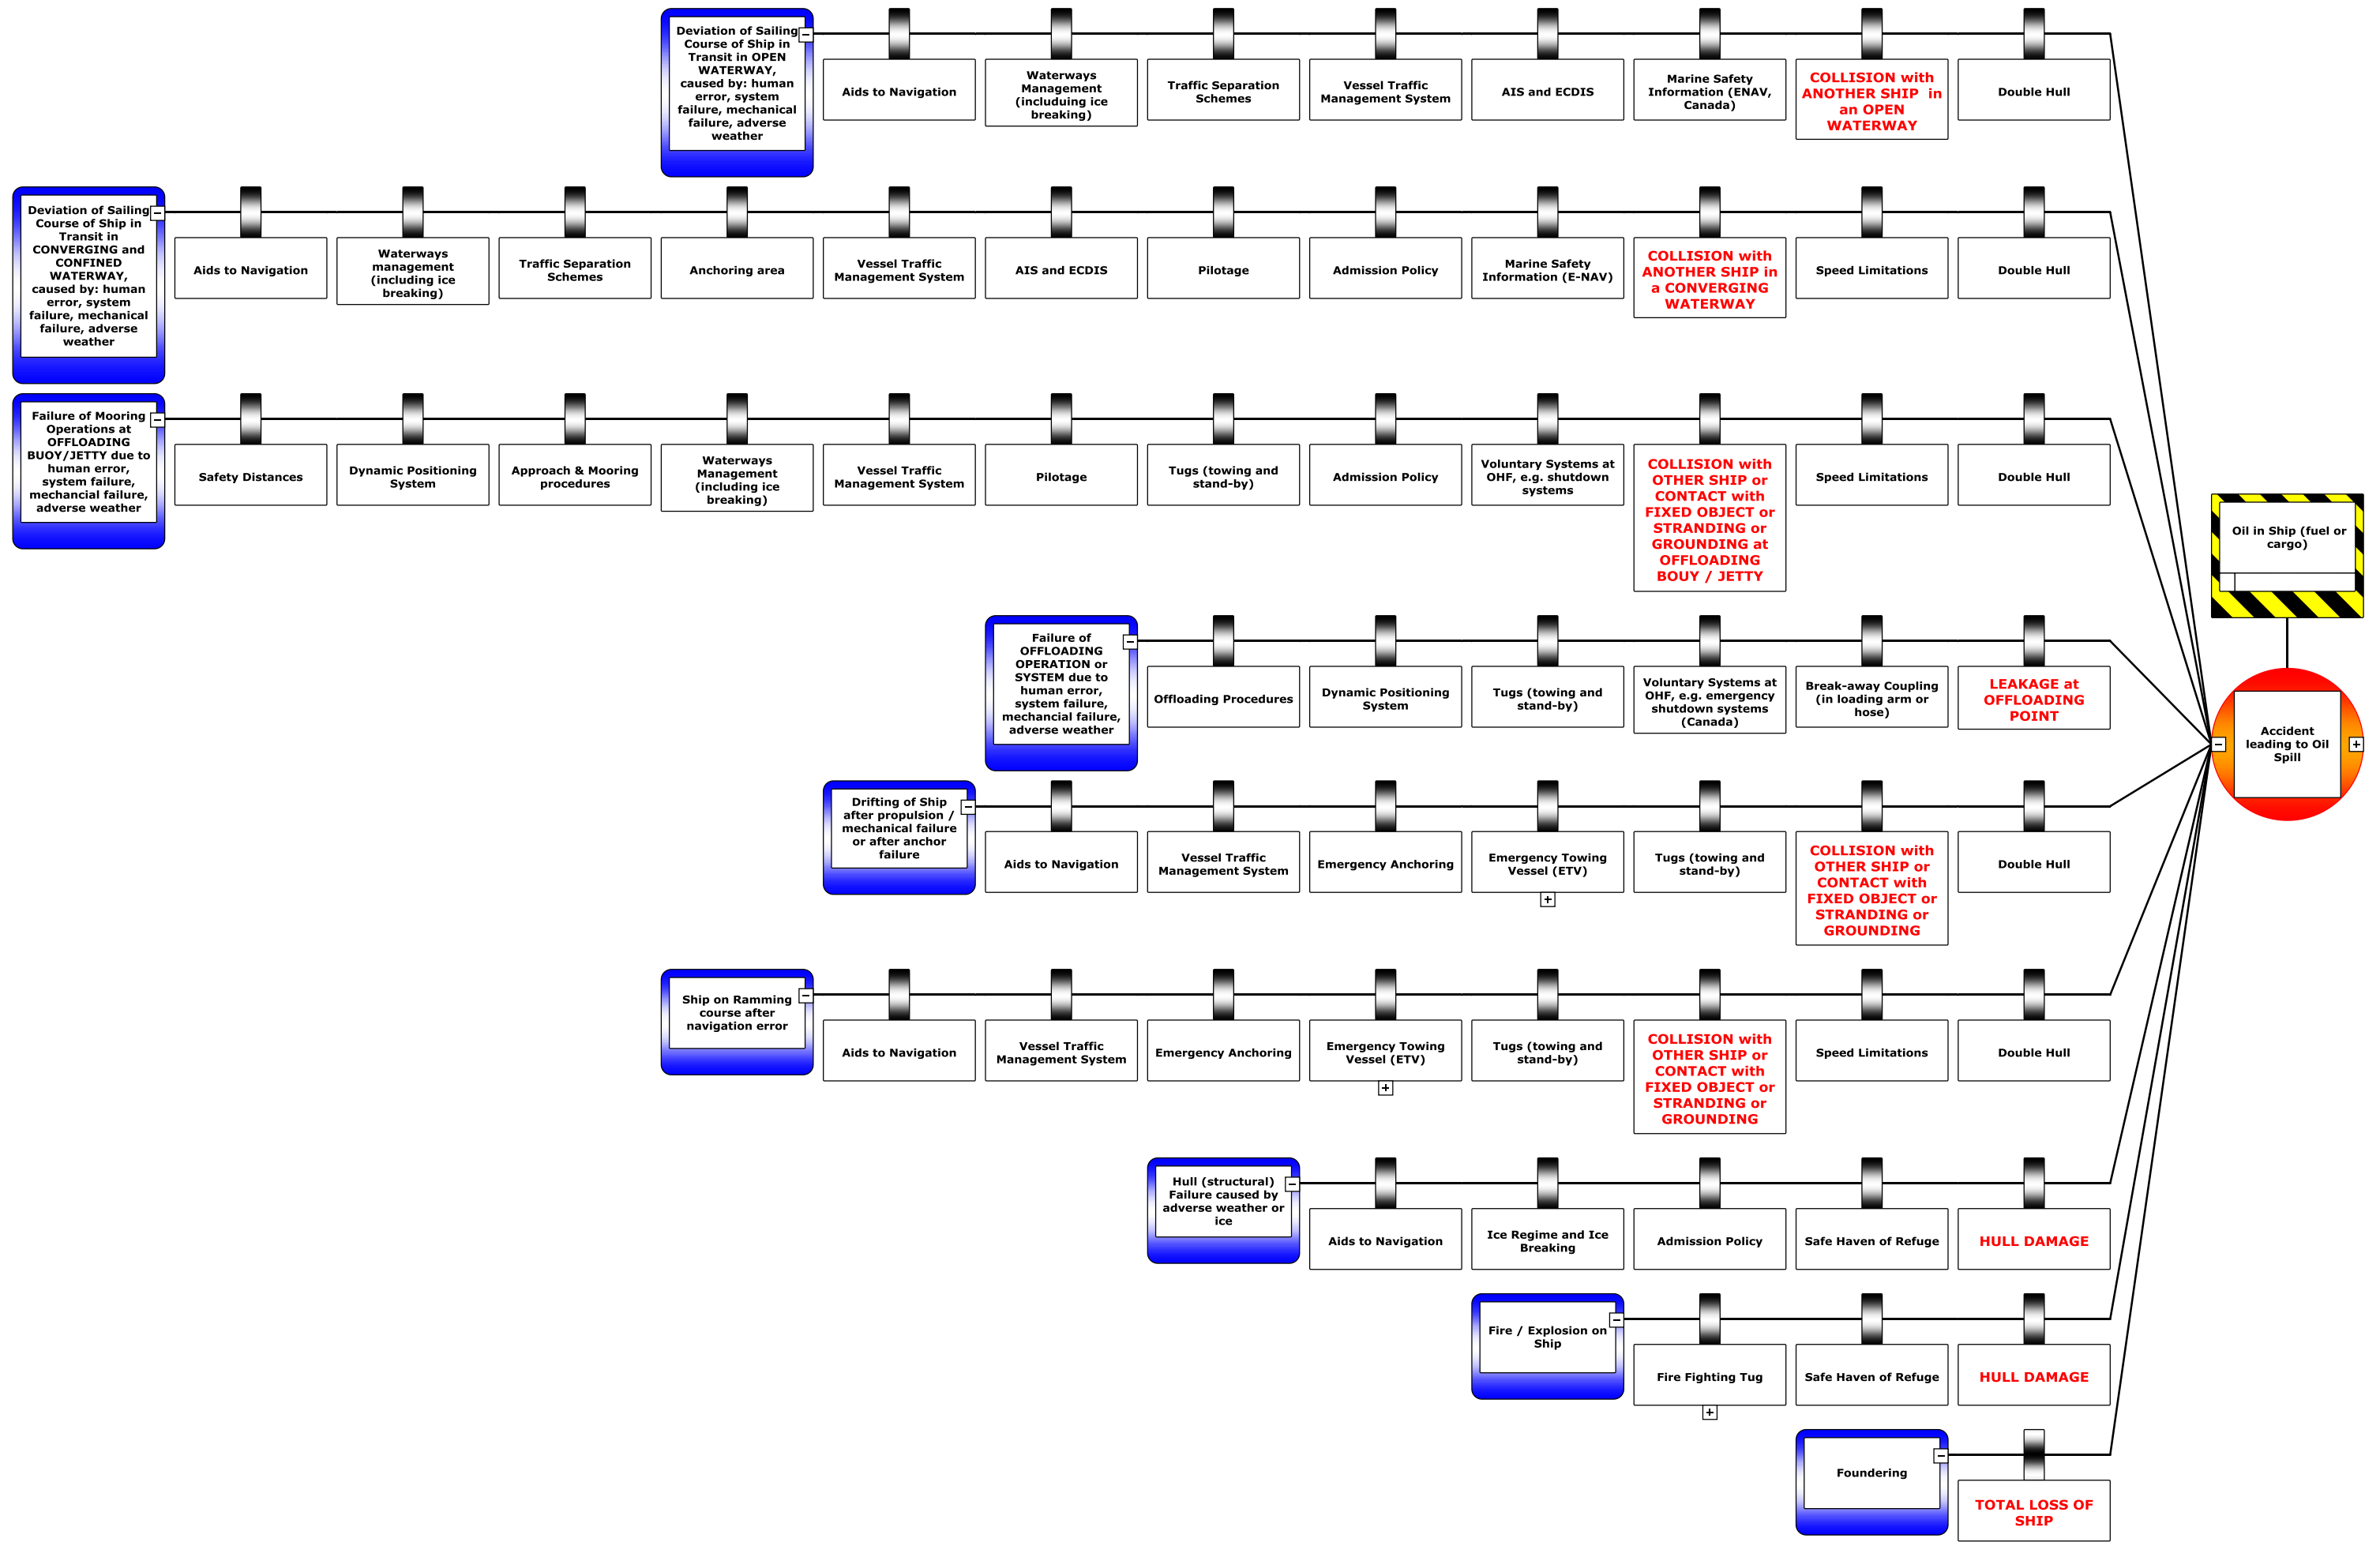 Deviation of Sailing
Course of Ship in
Transit in OPEN
WATERWAY,
caused by: human
error, system
failure, mechanical
failure, adverse
weather
Aids to Navigation
Waterways
Management
(includuing ice
breaking)
Traffic Separation
Schemes
Vessel Traffic
Management System
AIS and ECDIS
Marine Safety
Information (ENAV,
Canada)
COLLISION with
ANOTHER SHIP in
an OPEN
WATERWAY
Double Hull
Deviation of Sailing
Course of Ship in
Transit in
CONVERGING and
CONFINED
WATERWAY,
caused by: human
error, system
failure, mechanical
failure, adverse
weather
Aids to Navigation
Waterways
management
(including ice
breaking)
Traffic Separation
Schemes
Anchoring area
Vessel Traffic
Management System
AIS and ECDIS
Pilotage
Admission Policy
Marine Safety
Information (E-NAV)
COLLISION with
ANOTHER SHIP in
a CONVERGING
WATERWAY
Speed Limitations
Double Hull
Failure of Mooring
Operations at
OFFLOADING
BUOY/JETTY due to
human error,
system failure,
mechancial failure,
adverse weather
Safety Distances
Dynamic Positioning
System
Approach & Mooring
procedures
Waterways
Management
(including ice
breaking)
Vessel Traffic
Management System
Pilotage
Tugs (towing and
stand-by)
Admission Policy
Voluntary Systems at
OHF, e.g. shutdown
systems
COLLISION with
OTHER SHIP or
CONTACT with
FIXED OBJECT or
STRANDING or
GROUNDING at
OFFLOADING
BOUY / JETTY
Speed Limitations
Double Hull
Oil in Ship (fuel or
cargo)
Failure of
OFFLOADING
OPERATION or
SYSTEM due to
human error,
system failure,
mechancial failure,
adverse weather
Offloading Procedures
Dynamic Positioning
System
Tugs (towing and
stand-by)
Voluntary Systems at
OHF, e.g. emergency
shutdown systems
(Canada)
Break-away Coupling
(in loading arm or
hose)
LEAKAGE at
OFFLOADING
POINT
Accident
leading to Oil
Spill
Drifting of Ship
after propulsion /
mechanical failure
or after anchor
failure
Aids to Navigation
Vessel Traffic
Management System
Emergency Anchoring
Emergency Towing
Vessel (ETV)
Tugs (towing and
stand-by)
COLLISION with
OTHER SHIP or
CONTACT with
FIXED OBJECT or
STRANDING or
GROUNDING
Double Hull
Ship on Ramming
course after
navigation error
Aids to Navigation
Vessel Traffic
Management System
Emergency Anchoring
Emergency Towing
Vessel (ETV)
Tugs (towing and
stand-by)
COLLISION with
OTHER SHIP or
CONTACT with
FIXED OBJECT or
STRANDING or
GROUNDING
Speed Limitations
Double Hull
Hull (structural)
Failure caused by
adverse weather or
ice
Aids to Navigation
Ice Regime and Ice
Breaking
Admission Policy
Safe Haven of Refuge
HULL DAMAGE
Fire / Explosion on
Ship
Fire Fighting Tug
Safe Haven of Refuge
HULL DAMAGE
Foundering
TOTAL LOSS OF
SHIP